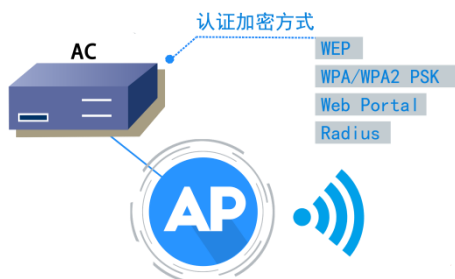 认证加密方式
AC
WEP
WPA/WPA2 PSK
Web Portal
Radius
AP